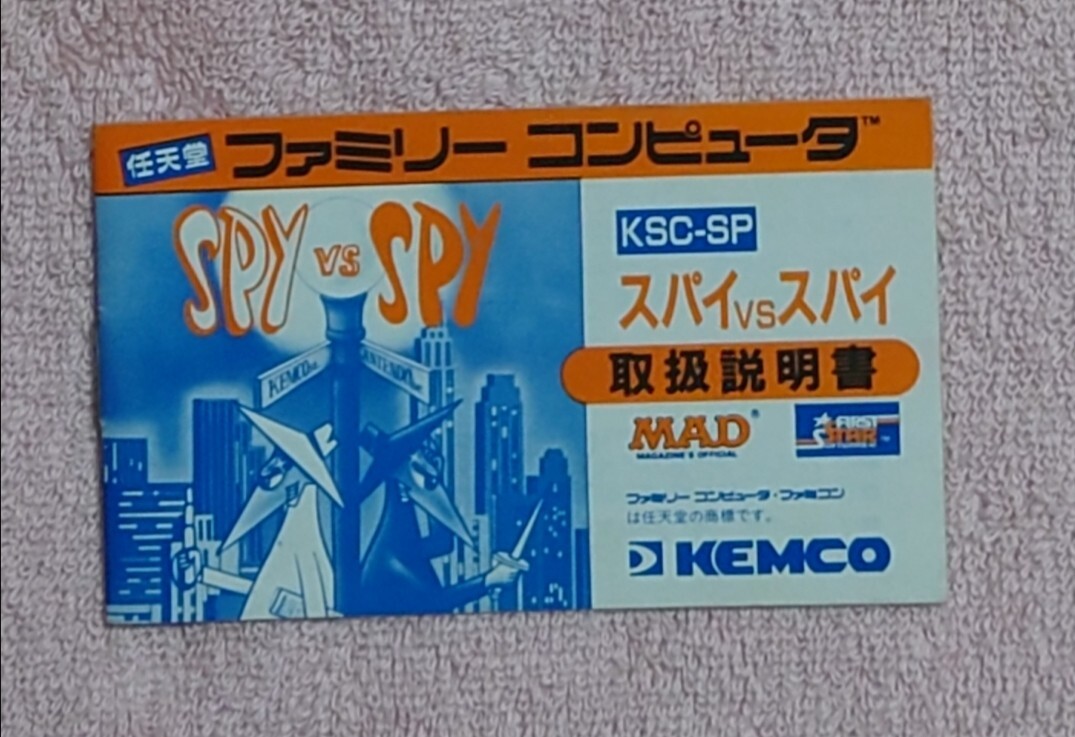 任天堂 ファミリー コンピュータ™
SPY VS SPY
KEMCO
KSC-SP
スパイVSスパイ
取扱説明書
MAD®
MAGAZINE'S OFFICIAL
FIRST STAR™
ファミリー コンピュータ・ファミコン
は任天堂の商標です。
KEMCO